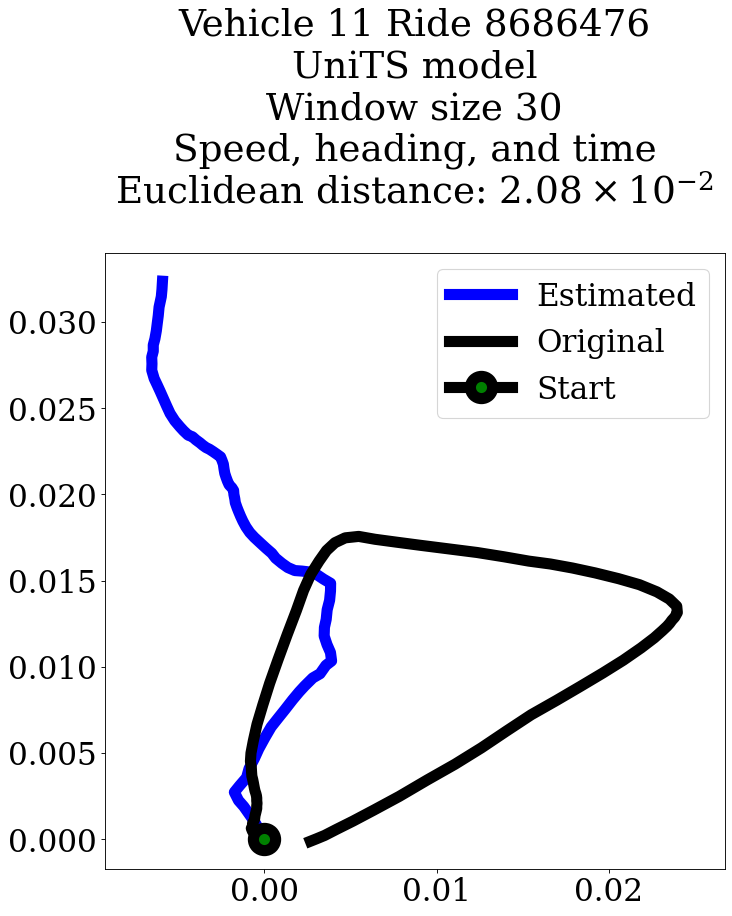 Vehicle 11 Ride 8686476
UniTS model
Window size 30
Speed, heading, and time
Euclidean distance: 2.08 × 10⁻²
Estimated
Original
Start
0.030
0.025
0.020
0.015
0.010
0.005
0.000
0.00 0.01 0.02